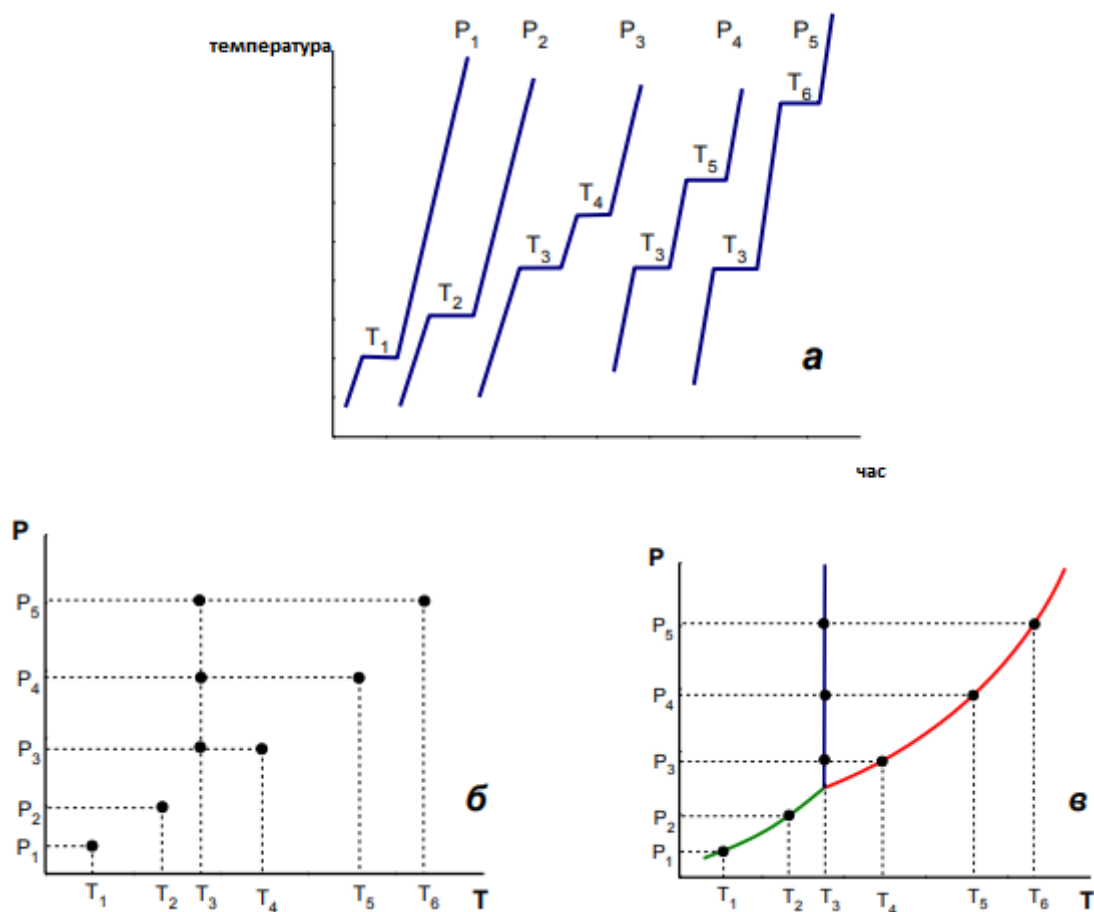 температура
P₁ P₂ P₃ P₄ P₅
T₆
T₅
T₄
T₃ T₃ T₃
T₂
T₁
а
час
P
P₅
P₄
P₃
P₂
P₁
б
T₁ T₂ T₃ T₄ T₅ T₆ T
P
P₅
P₄
P₃
P₂
P₁
в
T₁ T₂ T₃ T₄ T₅ T₆ T